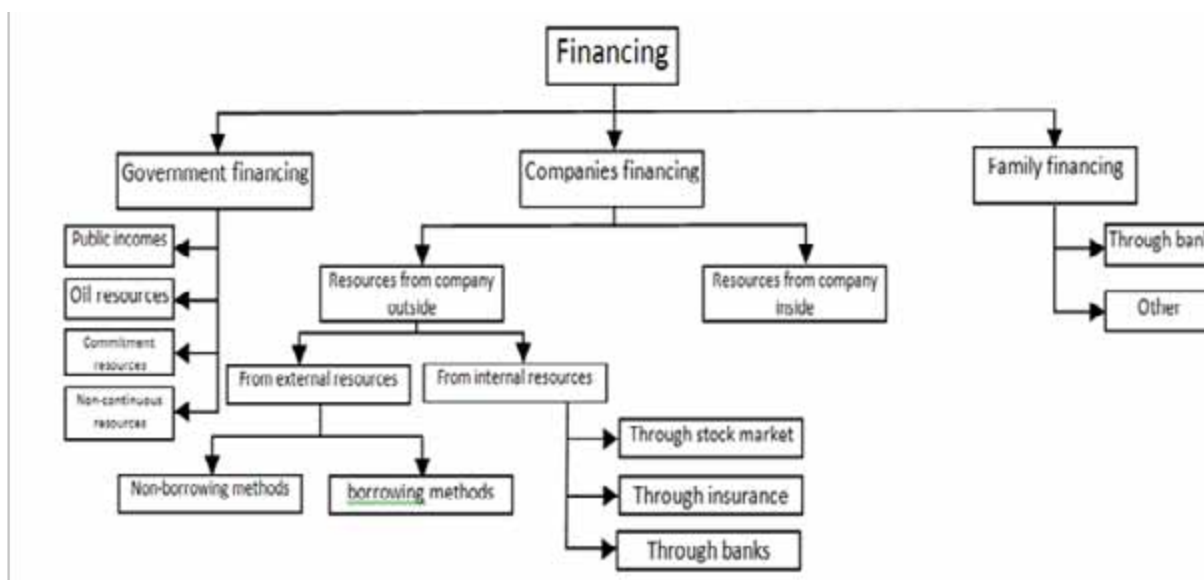 Financing
Government financing
Companies financing
Family financing
Public incomes
Oil resources
Commitment
resources
Non-continuous
resources
Resources from company
outside
Resources from company
inside
Through bank
Other
From external resources
From internal resources
Non-borrowing methods
borrowing methods
Through stock market
Through insurance
Through banks